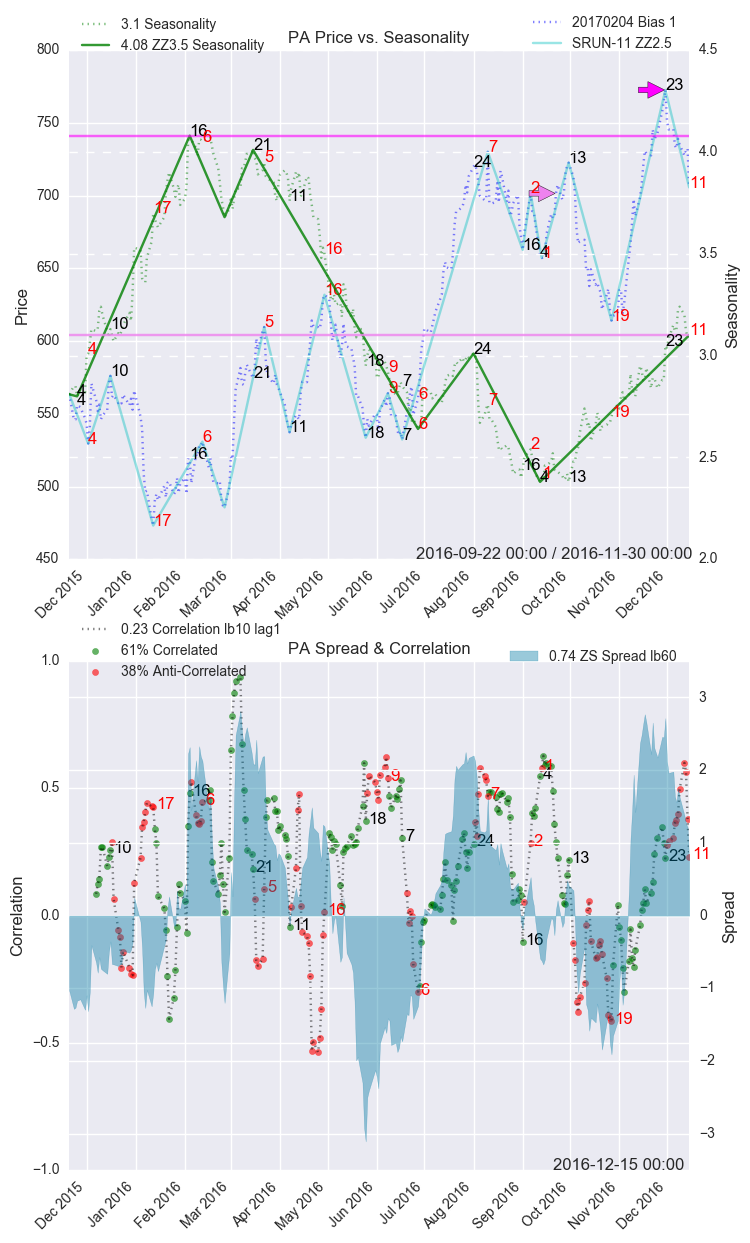 3.1 Seasonality
4.08 ZZ3.5 Seasonality
PA Price vs. Seasonality
20170204 Bias 1
SRUN-11 ZZ2.5
800
750
700
650
600
550
500
450
Price
4.5
4.0
3.5
3.0
2.5
2.0
Seasonality
16
6
21
5
17
11
16
10
4
4
4
4
10
17
16
6
5
21
11
16
18
9
9
7
18
7
6
6
24
7
24
7
2
16
4
1
13
2
16
4
1
13
19
19
23
23
11
11
2016-09-22 00:00 / 2016-11-30 00:00
Dec 2015
Jan 2016
Feb 2016
Mar 2016
Apr 2016
May 2016
Jun 2016
Jul 2016
Aug 2016
Sep 2016
Oct 2016
Nov 2016
Dec 2016
0.23 Correlation lb10 lag1
61% Correlated
38% Anti-Correlated
PA Spread & Correlation
0.74 ZS Spread lb60
1.0
0.5
0.0
−0.5
−1.0
Correlation
3
2
1
0
−1
−2
−3
Spread
10
17
16
6
21
5
11
16
18
9
7
6
24
7
2
16
4
1
13
19
23
11
2016-12-15 00:00
Dec 2015
Jan 2016
Feb 2016
Mar 2016
Apr 2016
May 2016
Jun 2016
Jul 2016
Aug 2016
Sep 2016
Oct 2016
Nov 2016
Dec 2016